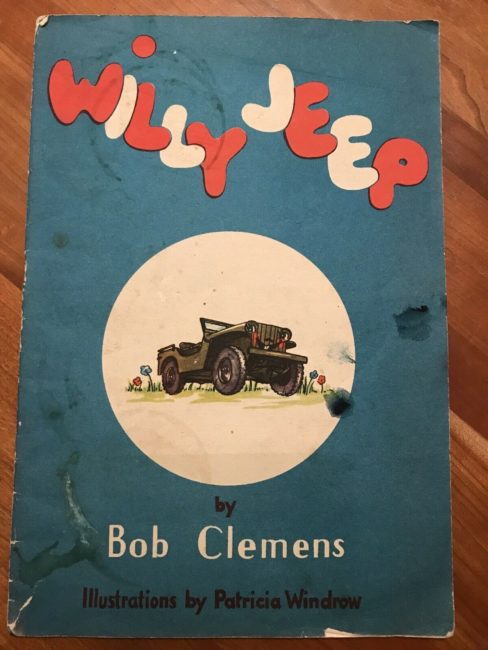 WILLY JEEP
by
Bob Clemens
Illustrations by Patricia Windrow